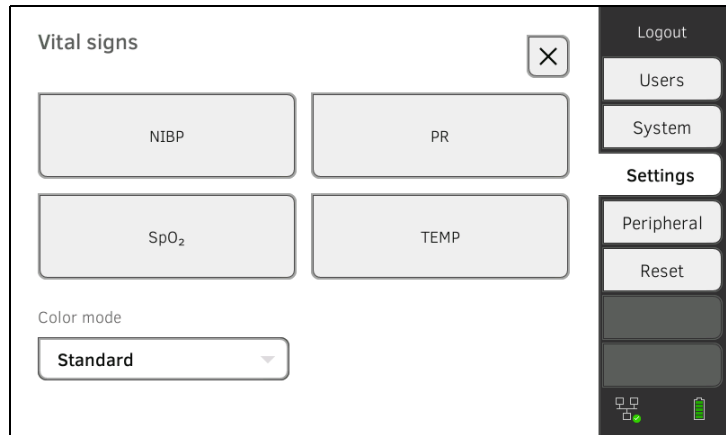 Vital signs
NIBP
PR
SpO₂
TEMP
Color mode
Standard
Logout
Users
System
Settings
Peripheral
Reset